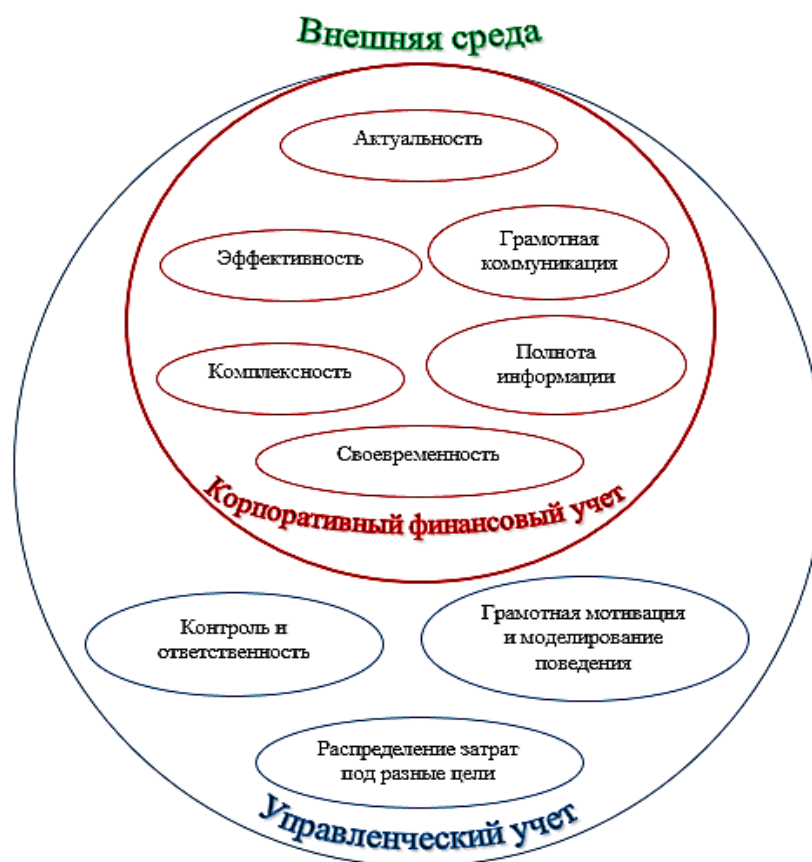 Внешняя среда
Актуальность
Эффективность
Грамотная
коммуникация
Комплексность
Полнота
информации
Своевременность
Корпоративный финансовый учет
Контроль и
ответственность
Грамотная мотивация
и моделирование
поведения
Распределение затрат
под разные цели
Управленческий учет